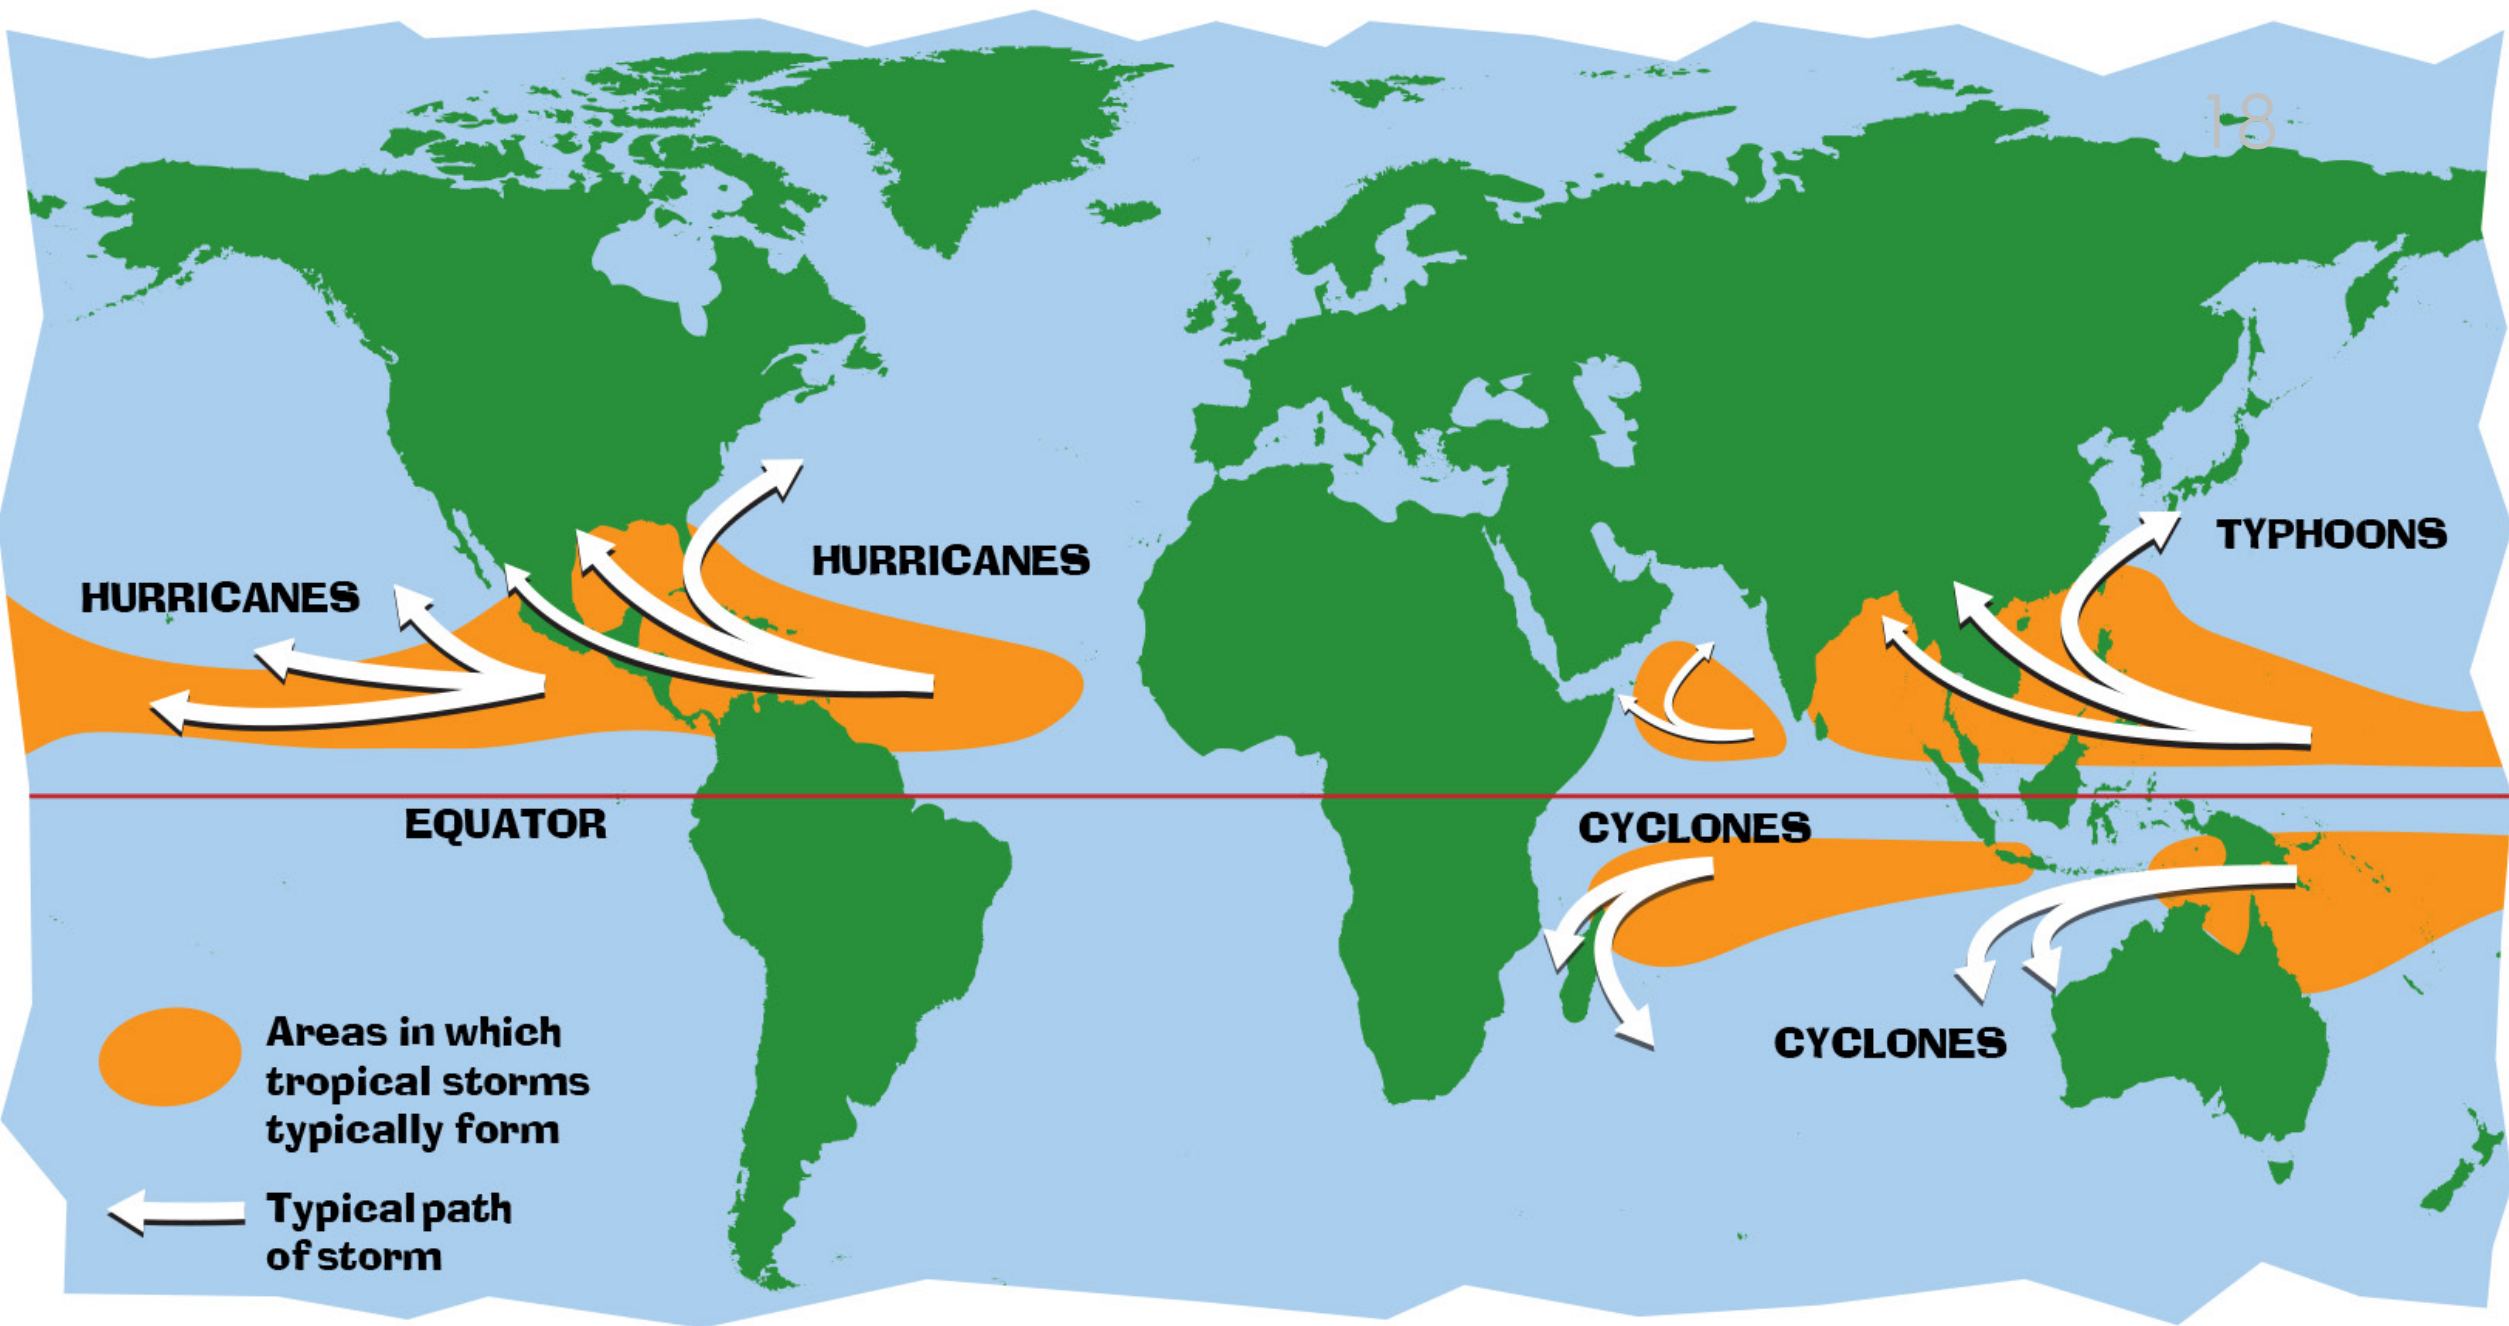 18
TYPHOONS
HURRICANES
HURRICANES
EQUATOR
CYCLONES
CYCLONES
Areas in which
tropical storms
typically form
Typical path
of storm